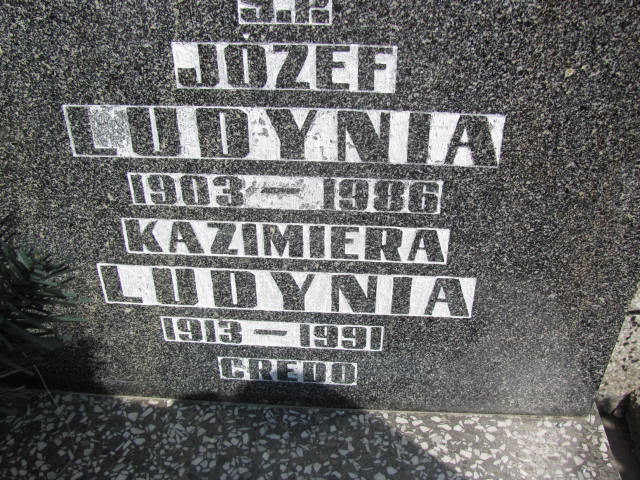 Ś.P.
JÓZEF
LUDYNIA
1903 — 1986
KAZIMIERA
LUDYNIA
1913 — 1991
CREDO